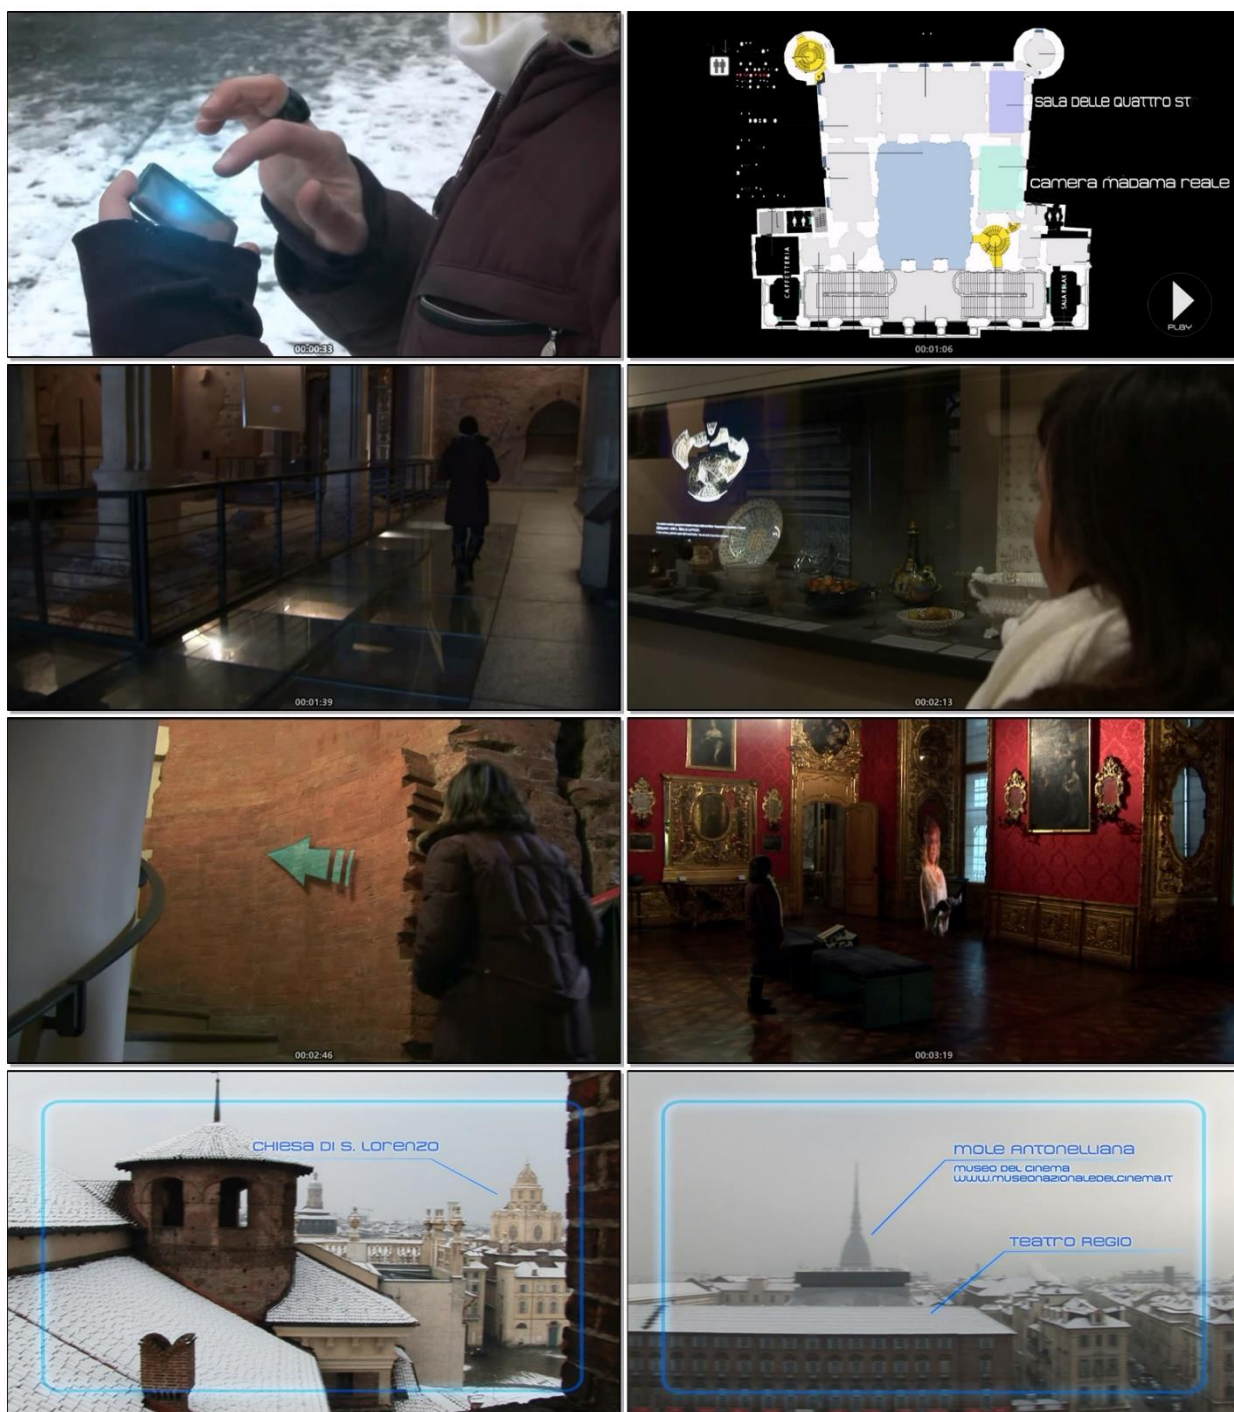 00:00:33
SALA DELLE QUATTRO ST
CAMERA MADAMA REALE
CAFFETTERIA
SALA RELAX
PLAY
00:01:06
00:01:39
00:02:13
00:02:46
00:03:19
CHIESA DI S. LORENZO
MOLE ANTONELLIANA
MUSEO DEL CINEMA
WWW.MUSEONAZIONALEDELCINEMA.IT
TEATRO REGIO